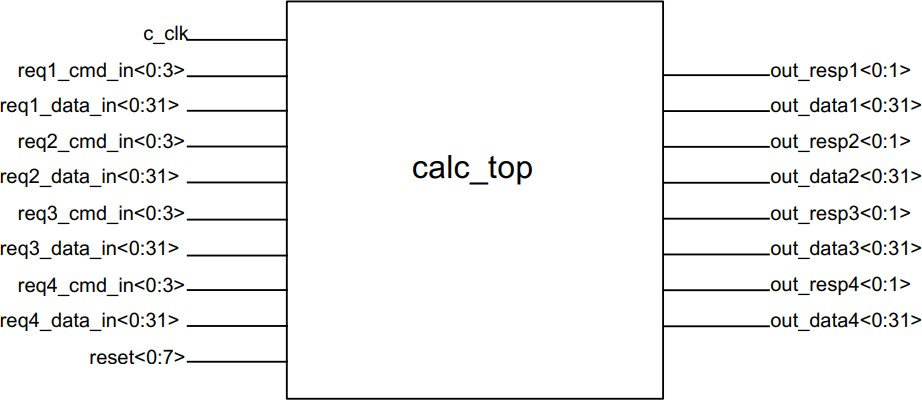 c_clk
req1_cmd_in<0:3>
req1_data_in<0:31>
req2_cmd_in<0:3>
req2_data_in<0:31>
req3_cmd_in<0:3>
req3_data_in<0:31>
req4_cmd_in<0:3>
req4_data_in<0:31>
reset<0:7>
calc_top
out_resp1<0:1>
out_data1<0:31>
out_resp2<0:1>
out_data2<0:31>
out_resp3<0:1>
out_data3<0:31>
out_resp4<0:1>
out_data4<0:31>